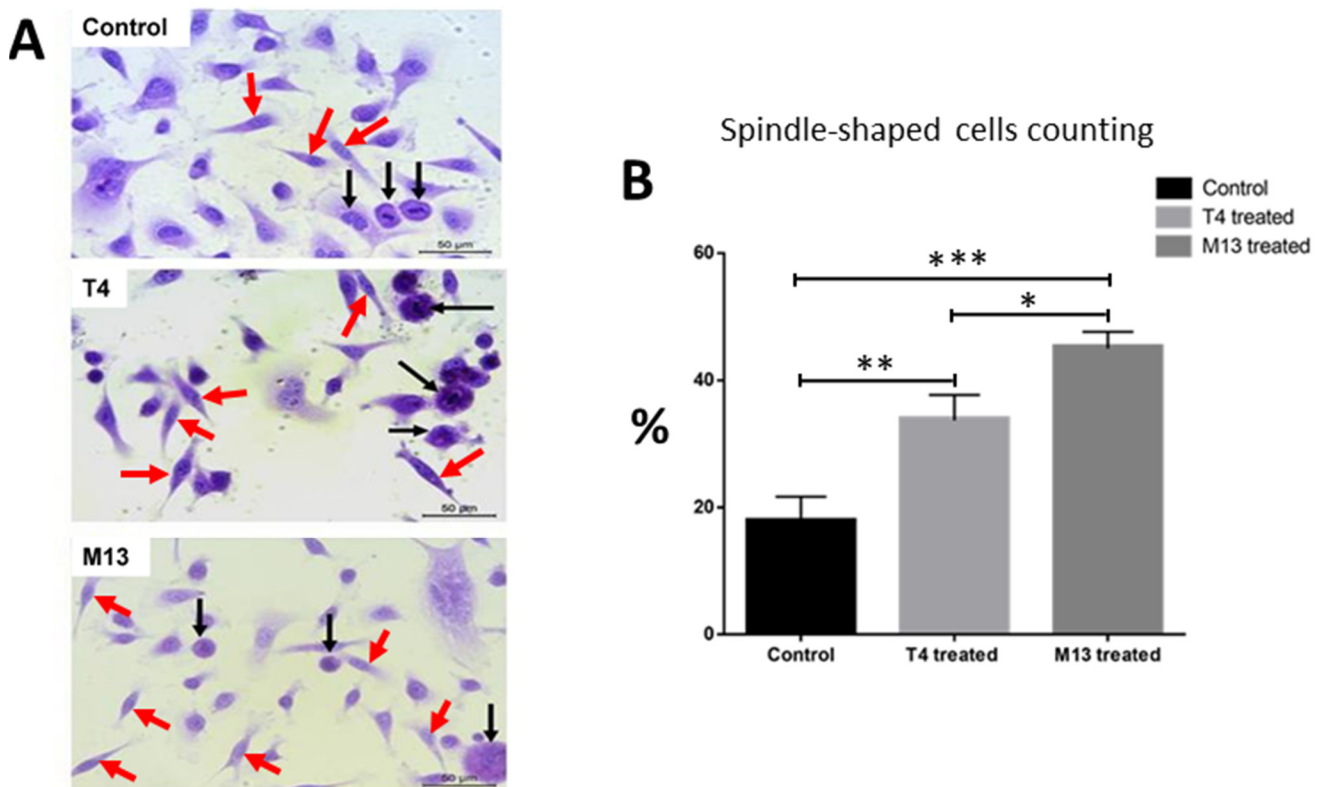 A
Control
50 µm
T4
50 µm
M13
50 µm
Spindle-shaped cells counting
B
Control
T4 treated
M13 treated
60
40
20
0
%
***
*
**
Control
T4 treated
M13 treated